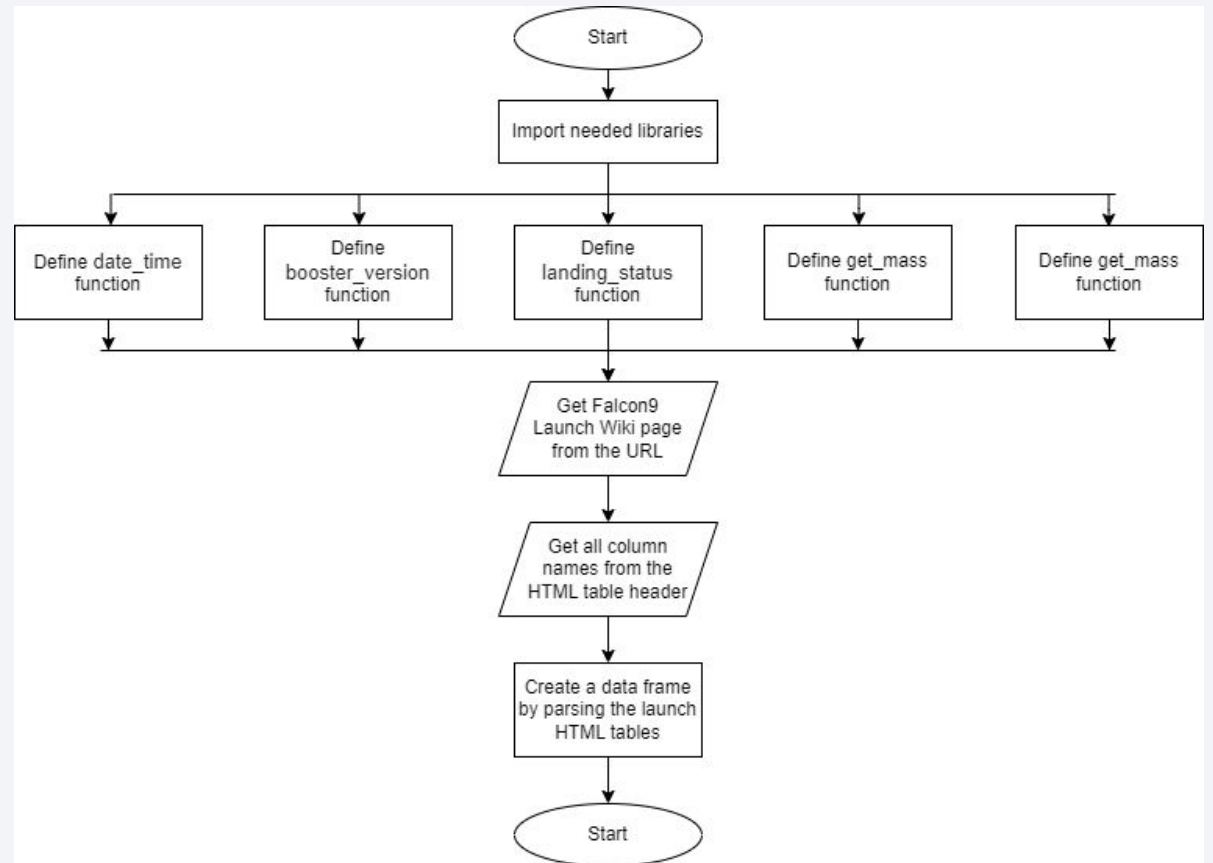 Start
Import needed libraries
Define date_time
function
Define
booster_version
function
Define
landing_status
function
Define get_mass
function
Define get_mass
function
Get Falcon9
Launch Wiki page
from the URL
Get all column
names from the
HTML table header
Create a data frame
by parsing the launch
HTML tables
Start